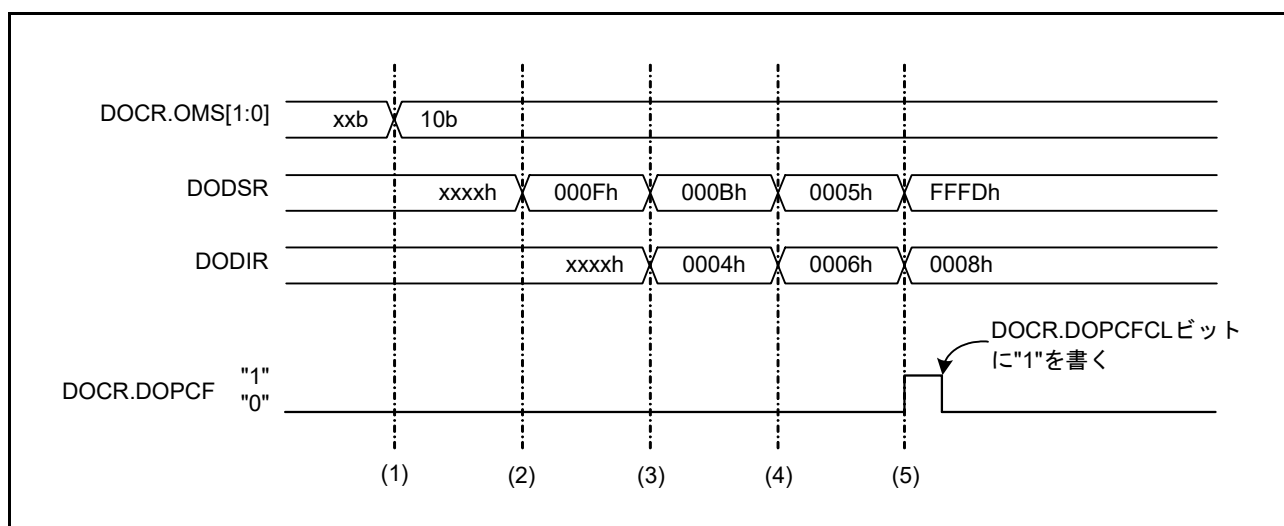 DOCR.OMS[1:0] xxb 10b
DODSR xxxxh 000Fh 000Bh 0005h FFFDh
DODIR xxxxh 0004h 0006h 0008h
DOCR.DOPCFCLビット
に"1"を書く
DOCR.DOPCF "1"
"0"
(1) (2) (3) (4) (5)